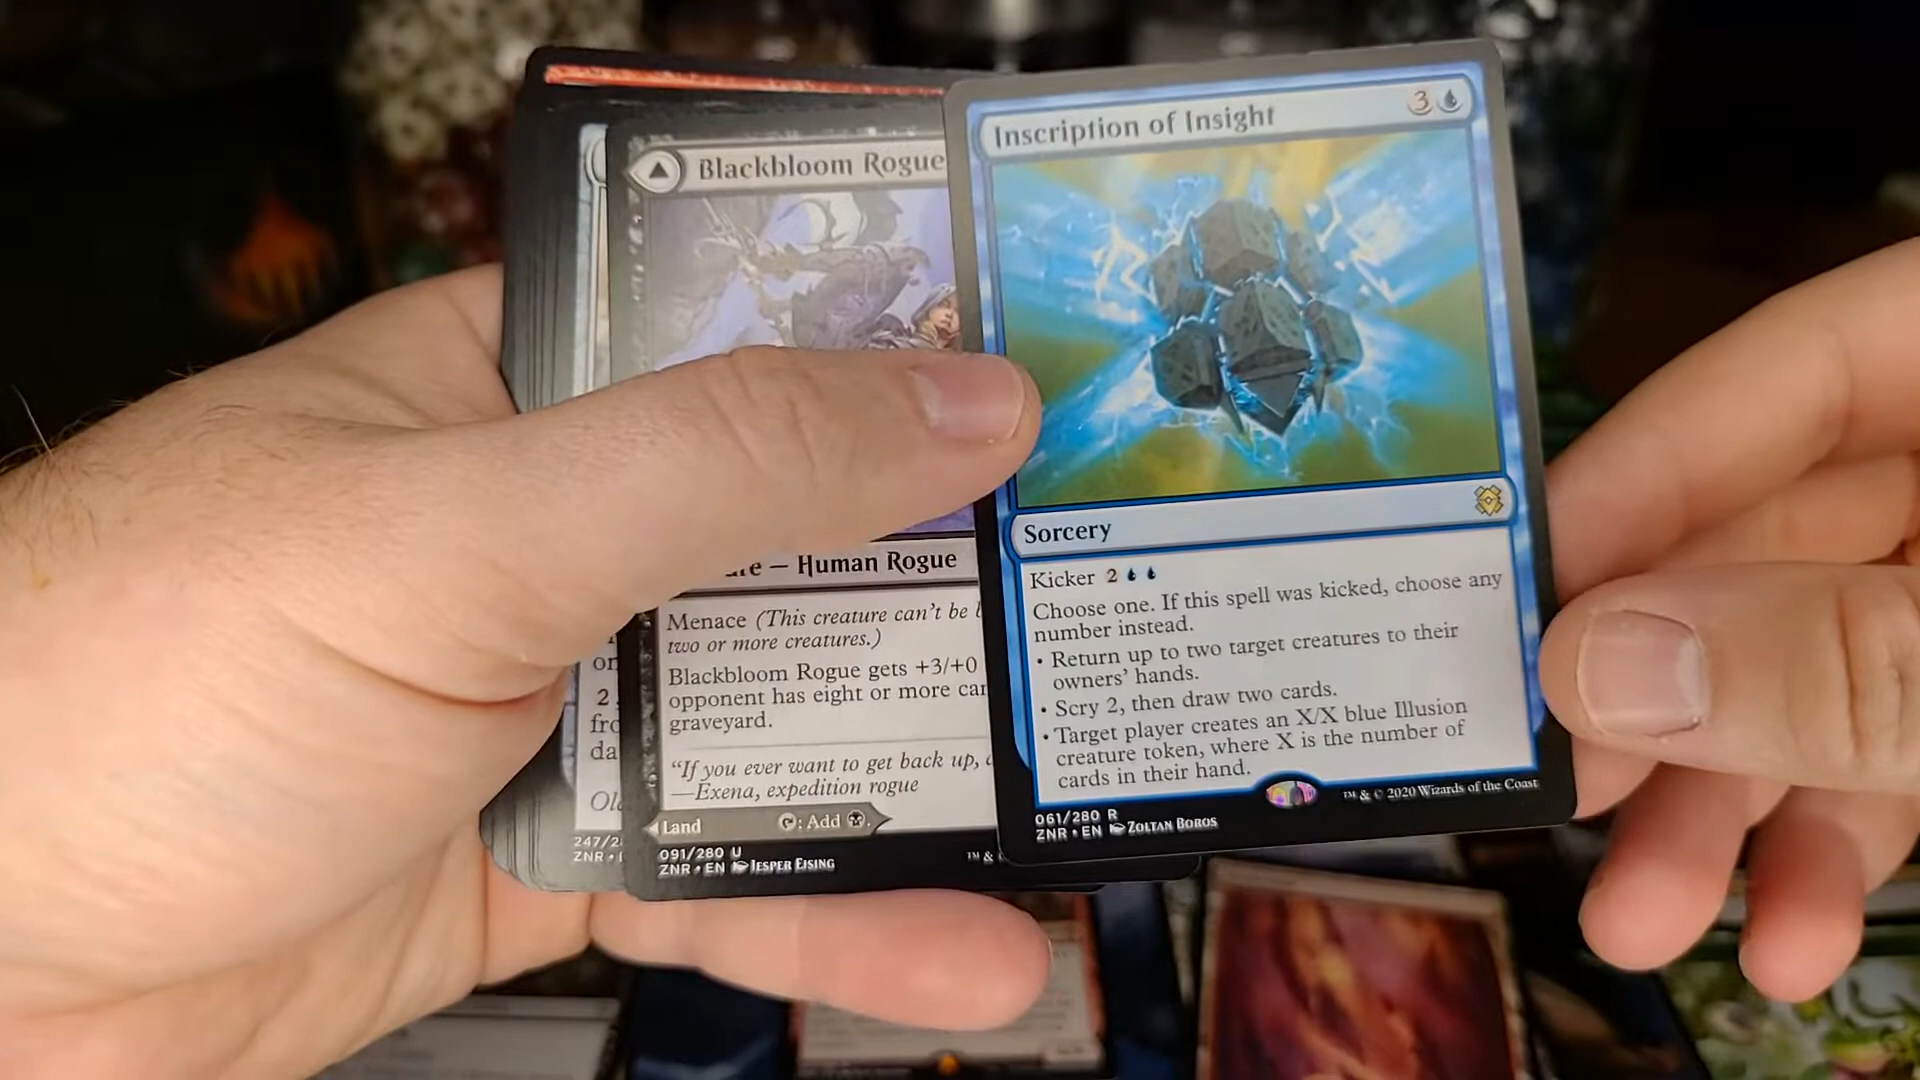 Inscription of Insight 3
Sorcery
Kicker 2
Choose one. If this spell was kicked, choose any
number instead.
• Return up to two target creatures to their
owners' hands.
• Scry 2, then draw two cards.
• Target player creates an X/X blue Illusion
creature token, where X is the number of
cards in their hand.
061/280 R
ZNR • EN Zoltan Boros
™ & © 2020 Wizards of the Coast
Blackbloom Rogue
– Human Rogue
Menace (This creature can't be
two or more creatures.)
Blackbloom Rogue gets +3/+0
opponent has eight or more
graveyard.
"If you ever want to get back up,
—Exena, expedition rogue
Land : Add .
091/280 U
ZNR • EN Jesper Eising
™ &
2
247/2
ZNR •